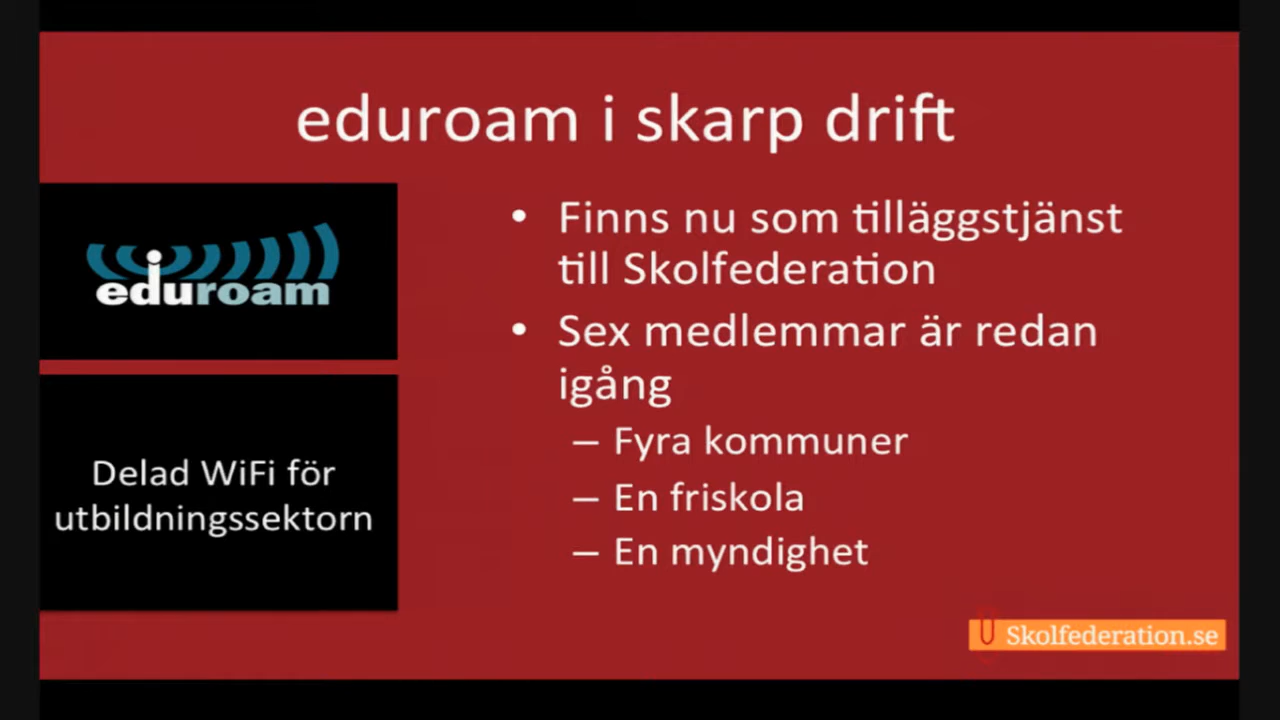 eduroam i skarp drift
eduroam
Delad WiFi för
utbildningssektorn
• Finns nu som tilläggstjänst
till Skolfederation
• Sex medlemmar är redan
igång
– Fyra kommuner
– En friskola
– En myndighet
Skolfederation.se